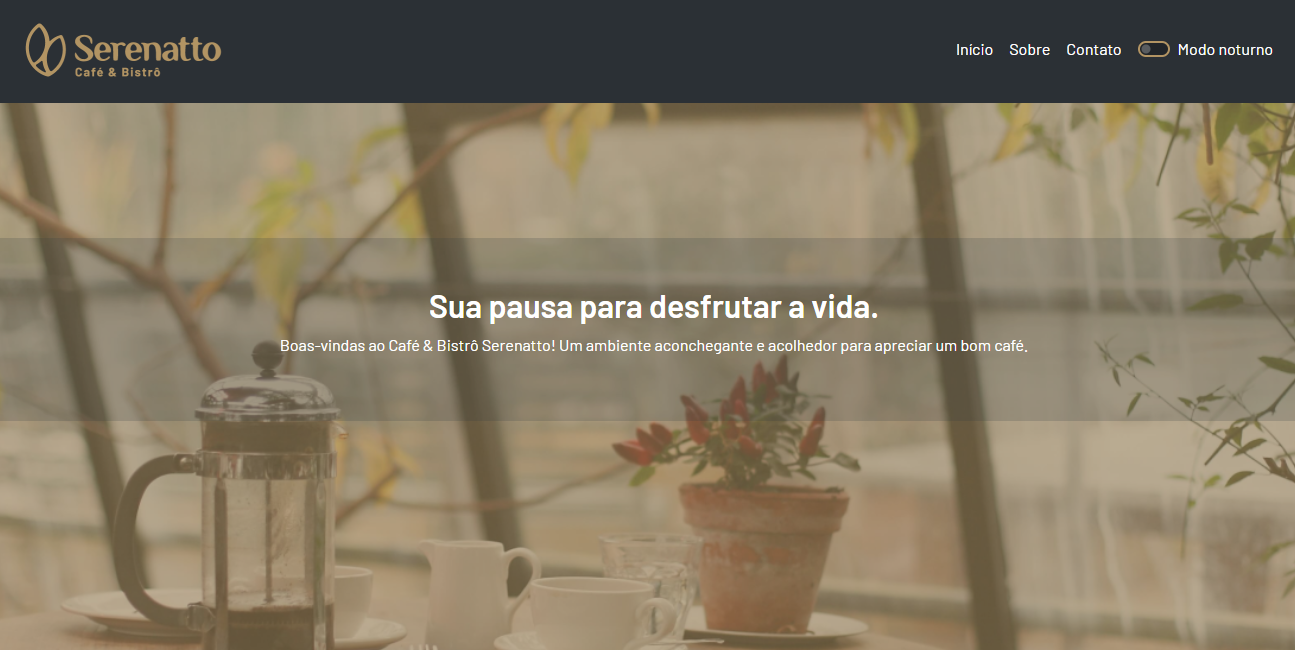 Serenatto
Café & Bistrô
Início Sobre Contato Modo noturno
Sua pausa para desfrutar a vida.
Boas-vindas ao Café & Bistrô Serenatto! Um ambiente aconchegante e acolhedor para apreciar um bom café.